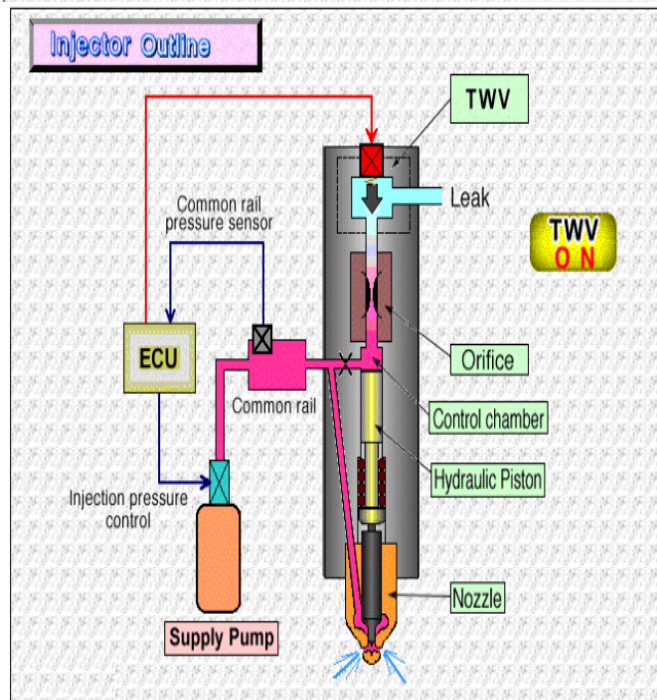 Injector Outline
TWV
Leak
Common rail
pressure sensor
TWV
O N
ECU
Orifice
Common rail
Control chamber
Hydraulic Piston
Injection pressure
control
Nozzle
Supply Pump